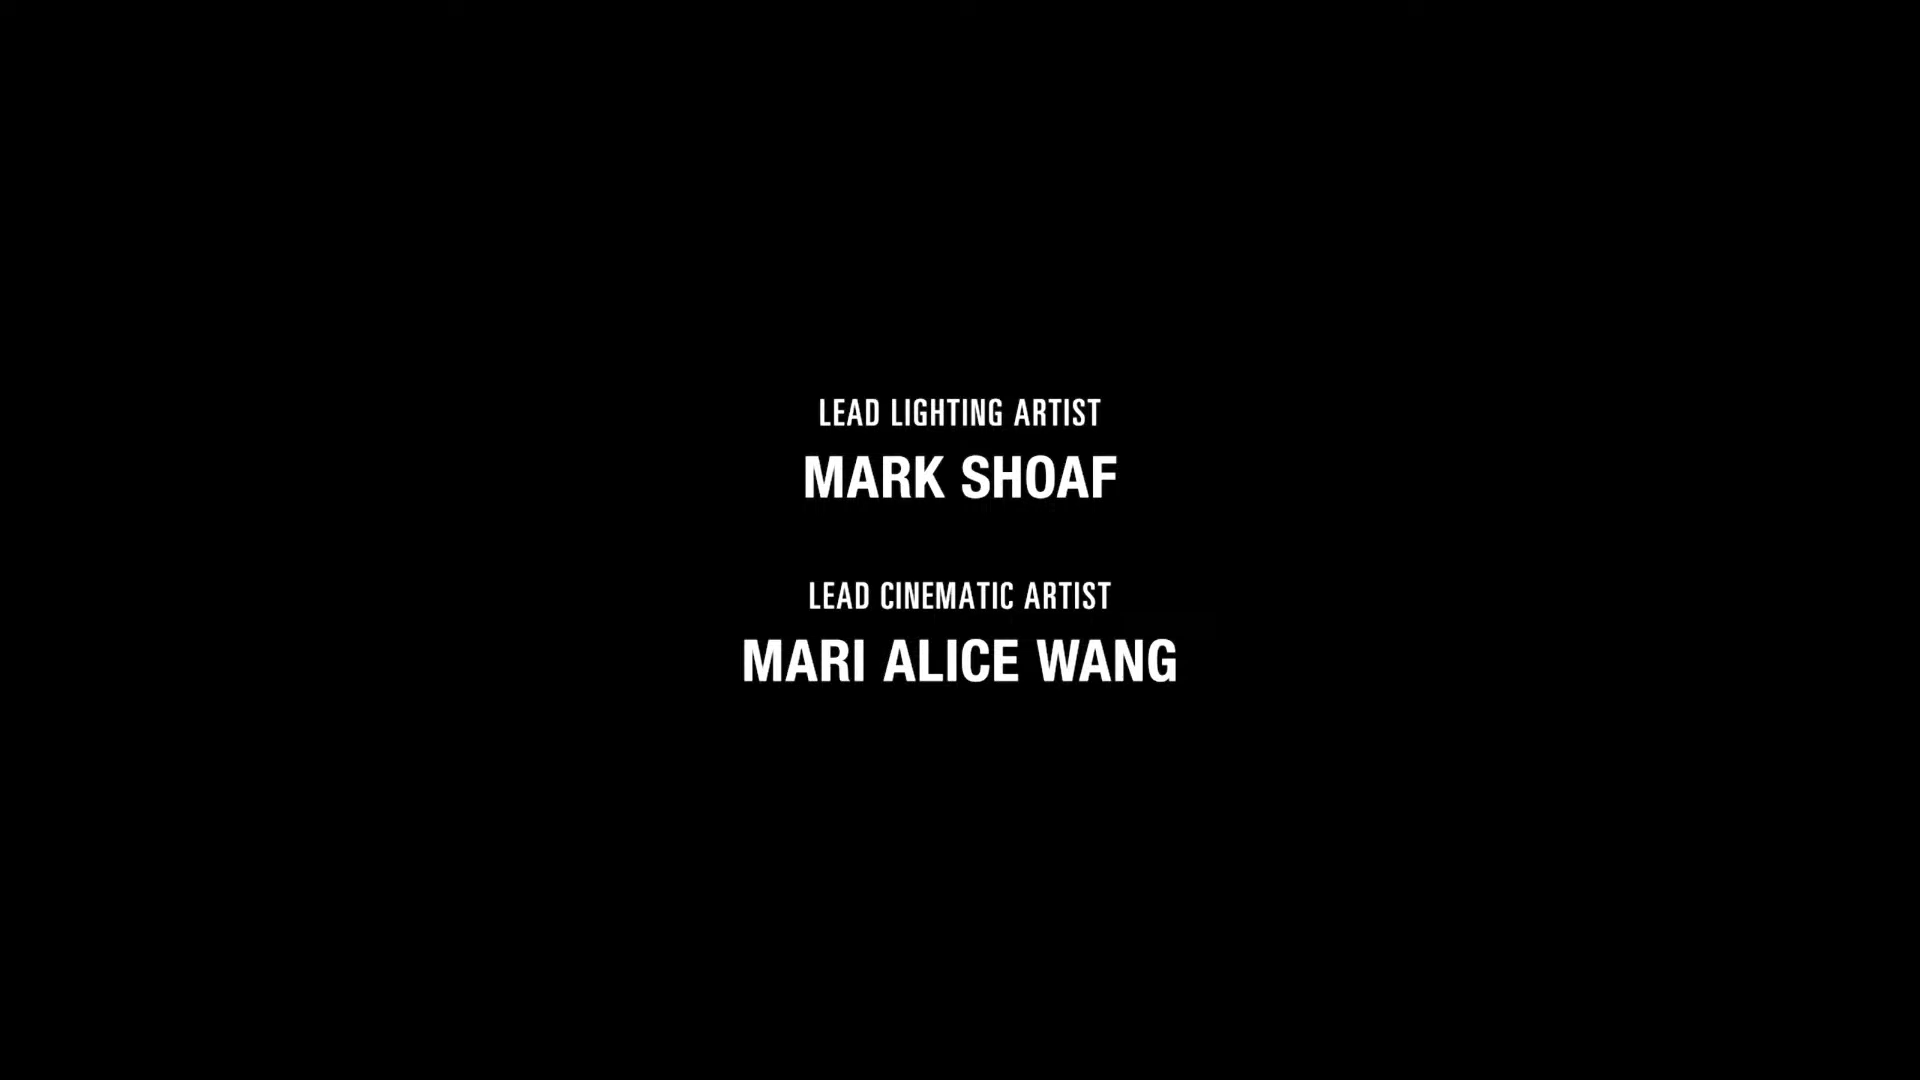 LEAD LIGHTING ARTIST
MARK SHOAF
LEAD CINEMATIC ARTIST
MARI ALICE WANG